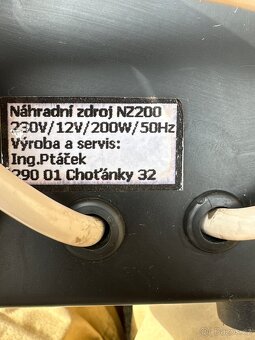 Náhradní zdroj NZ200
230V/12V/200W/50Hz
Výroba a servis:
Ing.Ptáček
290 01 Choťánky 32